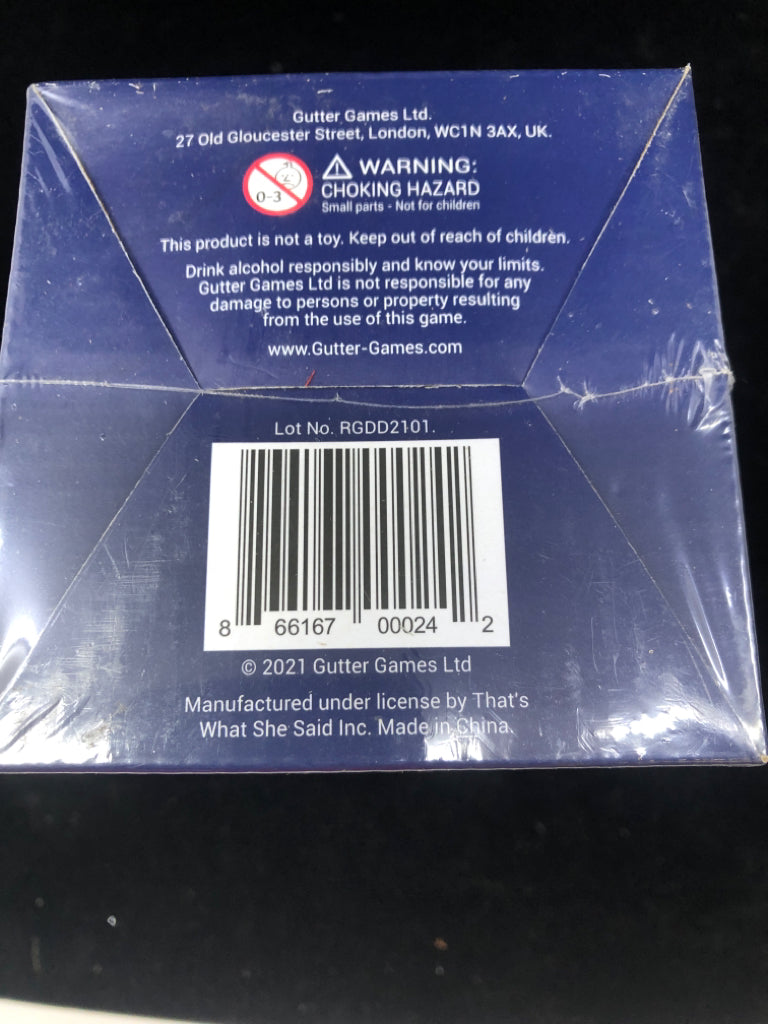 Gutter Games Ltd.
27 Old Gloucester Street, London, WC1N 3AX, UK.
0-3
WARNING:
CHOKING HAZARD
Small parts - Not for children
This product is not a toy. Keep out of reach of children.
Drink alcohol responsibly and know your limits.
Gutter Games Ltd is not responsible for any
damage to persons or property resulting
from the use of this game.
www.Gutter-Games.com
Lot No. RGDD2101.
8 66167 00024 2
© 2021 Gutter Games Ltd
Manufactured under license by That's
What She Said Inc. Made in China.